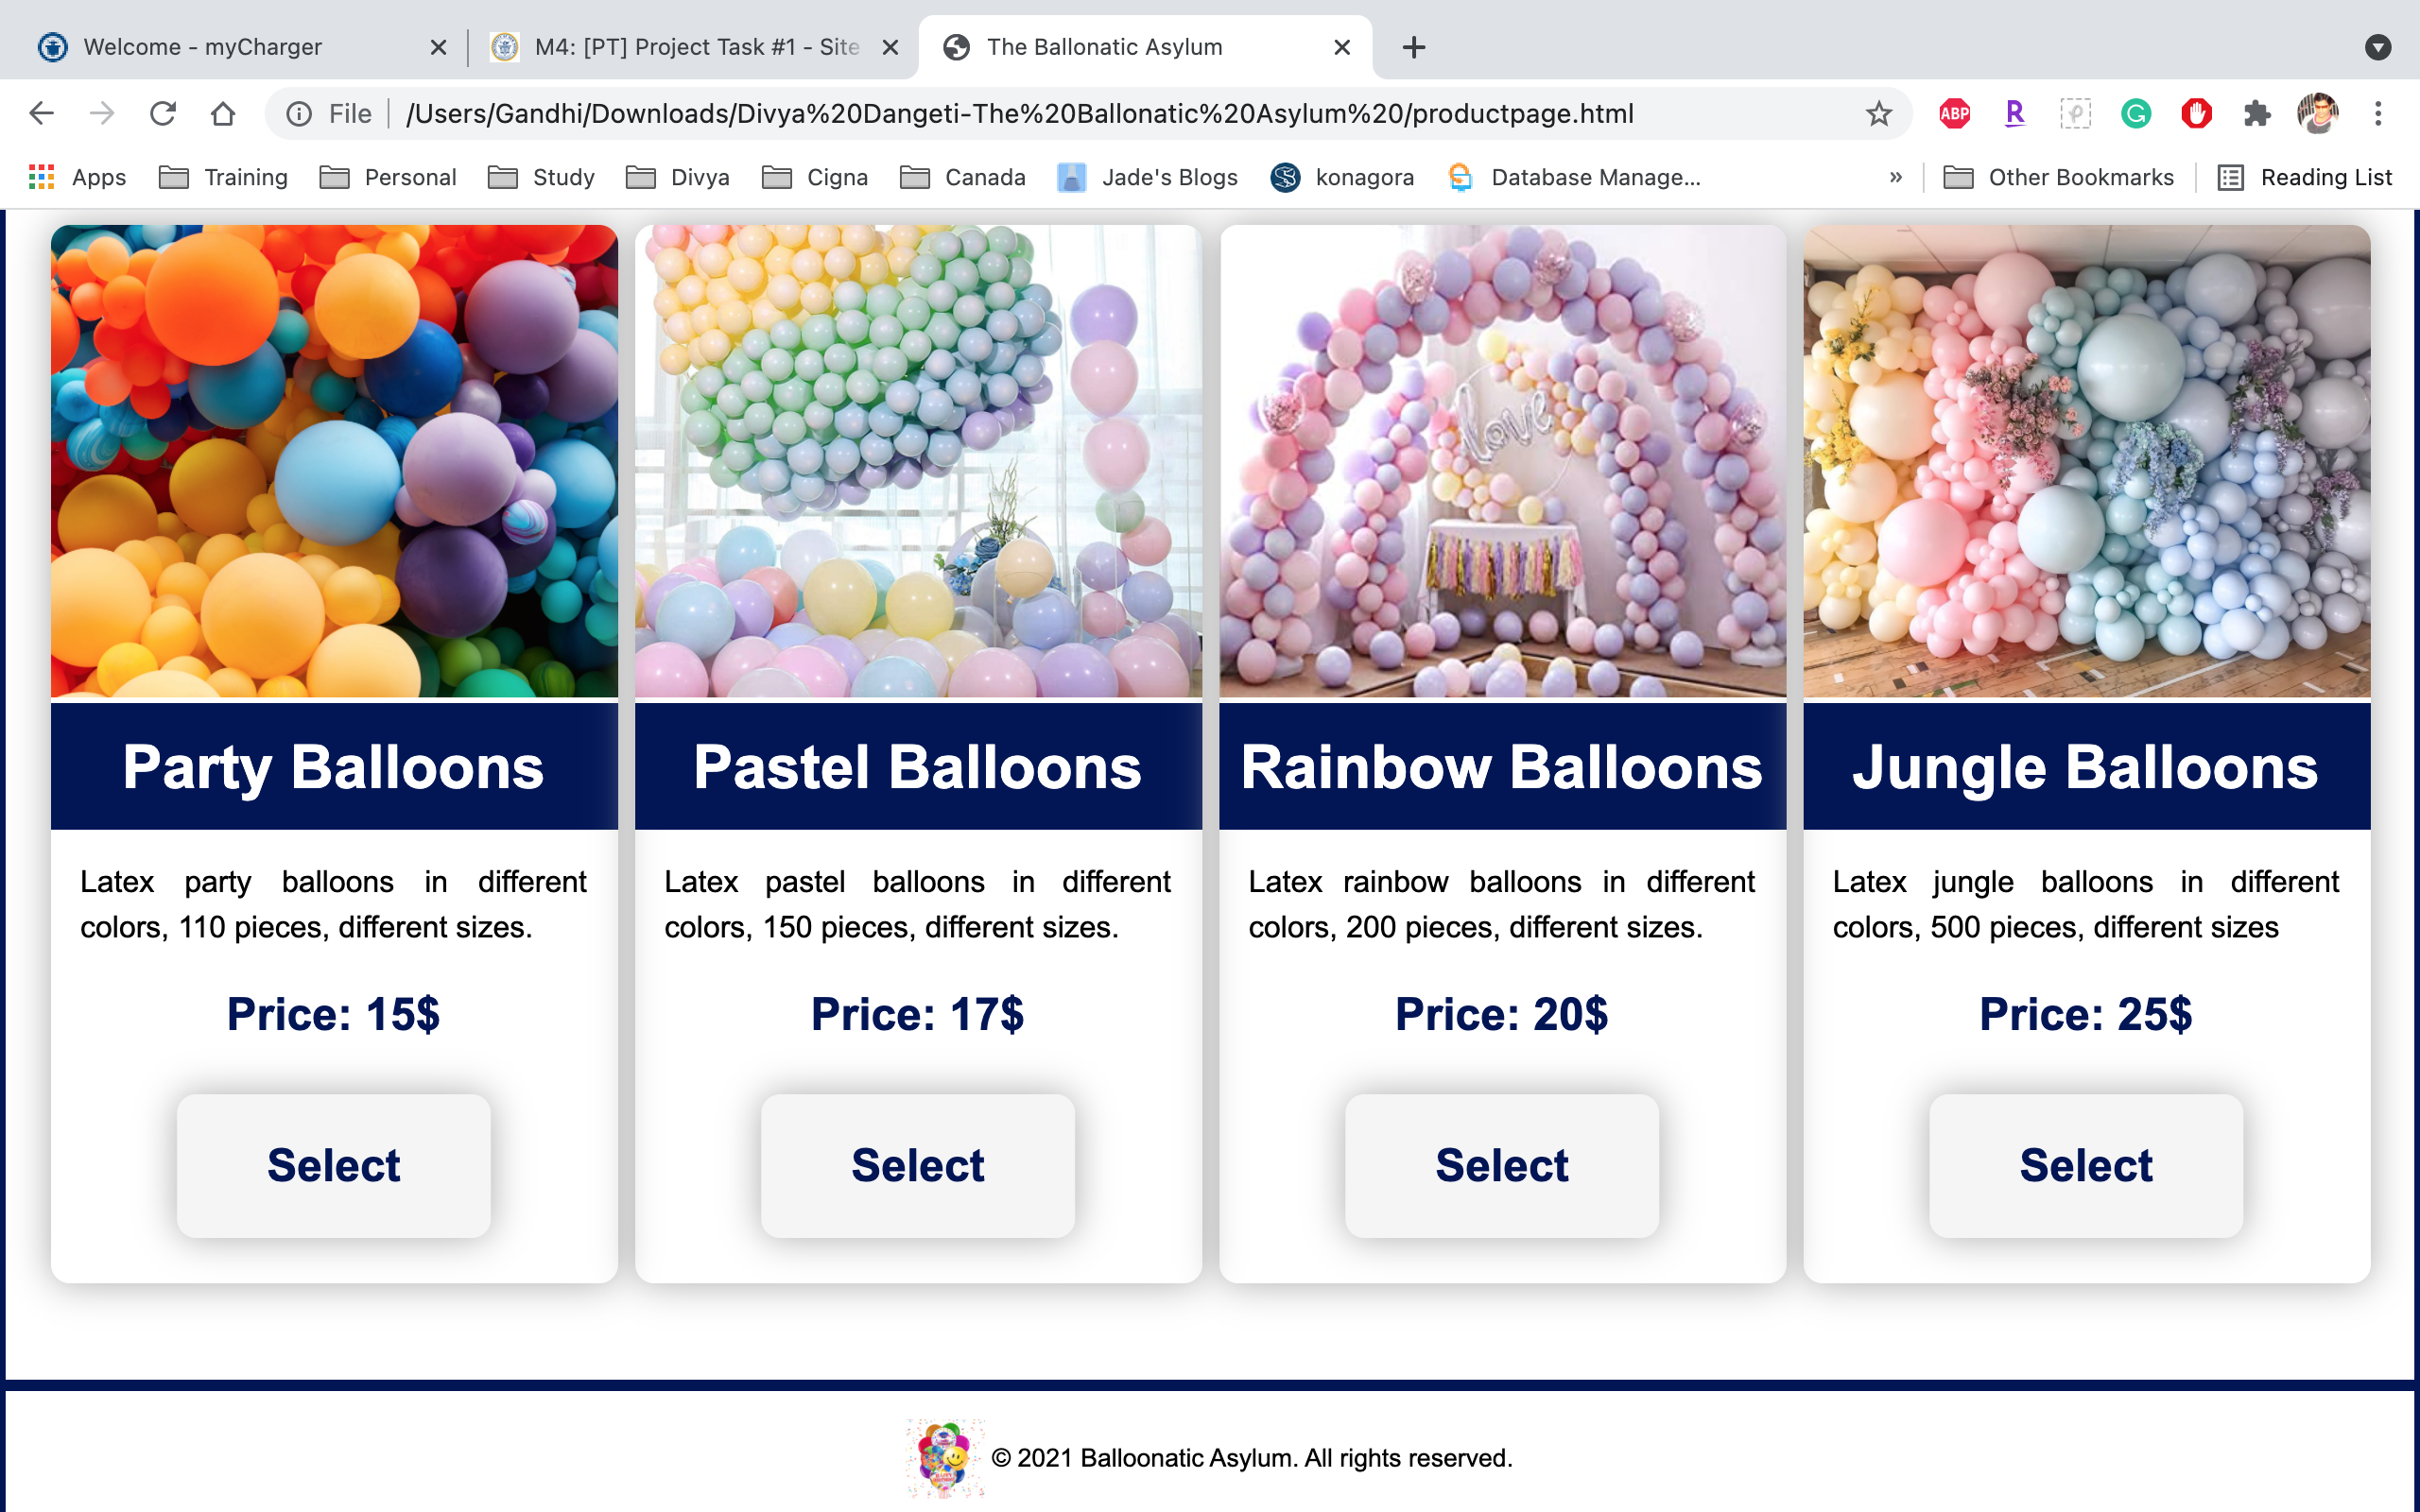 Welcome - myCharger
M4: [PT] Project Task #1 - Site
The Ballonatic Asylum
File
/Users/Gandhi/Downloads/Divya%20Dangeti-The%20Ballonatic%20Asylum%20/productpage.html
ABP
R
Apps
Training
Personal
Study
Divya
Cigna
Canada
Jade's Blogs
konagora
Database Manage...
»
Other Bookmarks
Reading List
love
Party Balloons
Latex party balloons in different
colors, 110 pieces, different sizes.
Price: 15$
Select
Pastel Balloons
Latex pastel balloons in different
colors, 150 pieces, different sizes.
Price: 17$
Select
Rainbow Balloons
Latex rainbow balloons in different
colors, 200 pieces, different sizes.
Price: 20$
Select
Jungle Balloons
Latex jungle balloons in different
colors, 500 pieces, different sizes
Price: 25$
Select
© 2021 Balloonatic Asylum. All rights reserved.